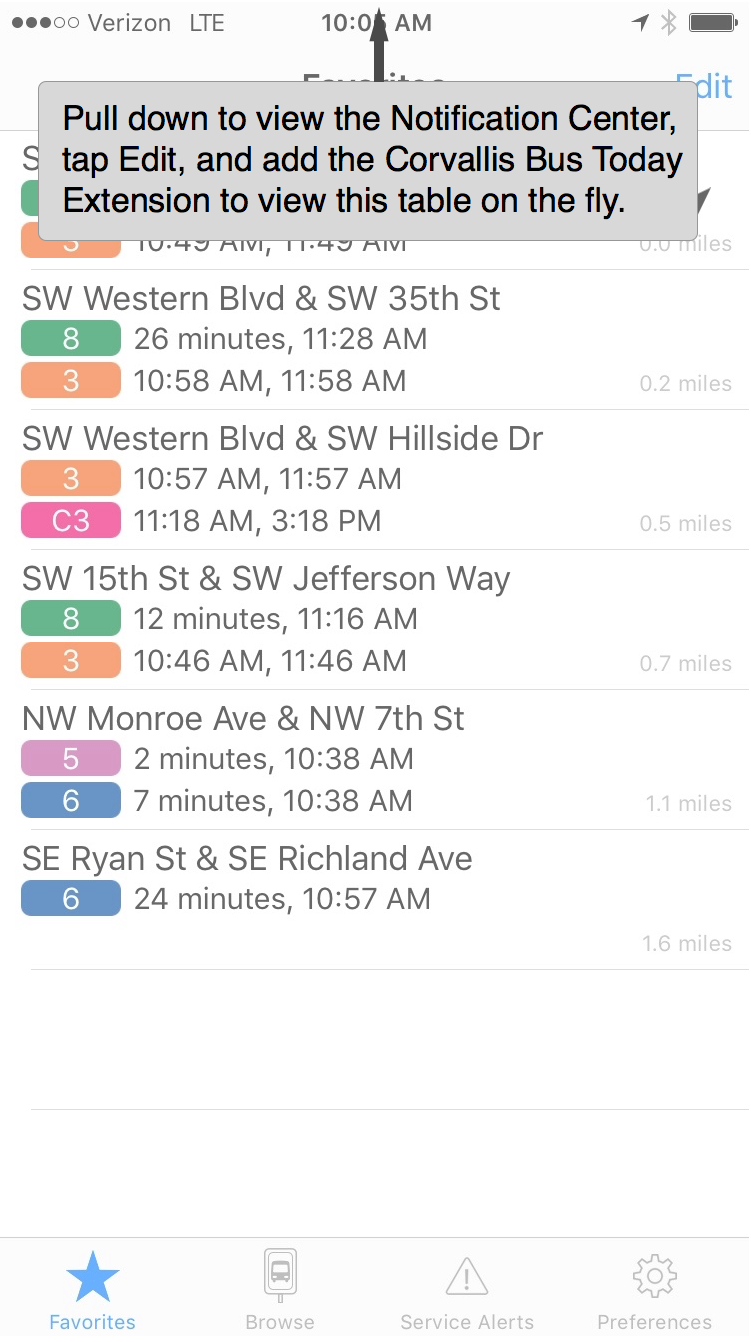 Verizon LTE 10:05 AM
Edit
Pull down to view the Notification Center,
tap Edit, and add the Corvallis Bus Today
Extension to view this table on the fly.
3 10:49 AM, 11:49 AM
0.0 miles
SW Western Blvd & SW 35th St
8 26 minutes, 11:28 AM
3 10:58 AM, 11:58 AM
0.2 miles
SW Western Blvd & SW Hillside Dr
3 10:57 AM, 11:57 AM
C3 11:18 AM, 3:18 PM
0.5 miles
SW 15th St & SW Jefferson Way
8 12 minutes, 11:16 AM
3 10:46 AM, 11:46 AM
0.7 miles
NW Monroe Ave & NW 7th St
5 2 minutes, 10:38 AM
6 7 minutes, 10:38 AM
1.1 miles
SE Ryan St & SE Richland Ave
6 24 minutes, 10:57 AM
1.6 miles
Favorites Browse Service Alerts Preferences